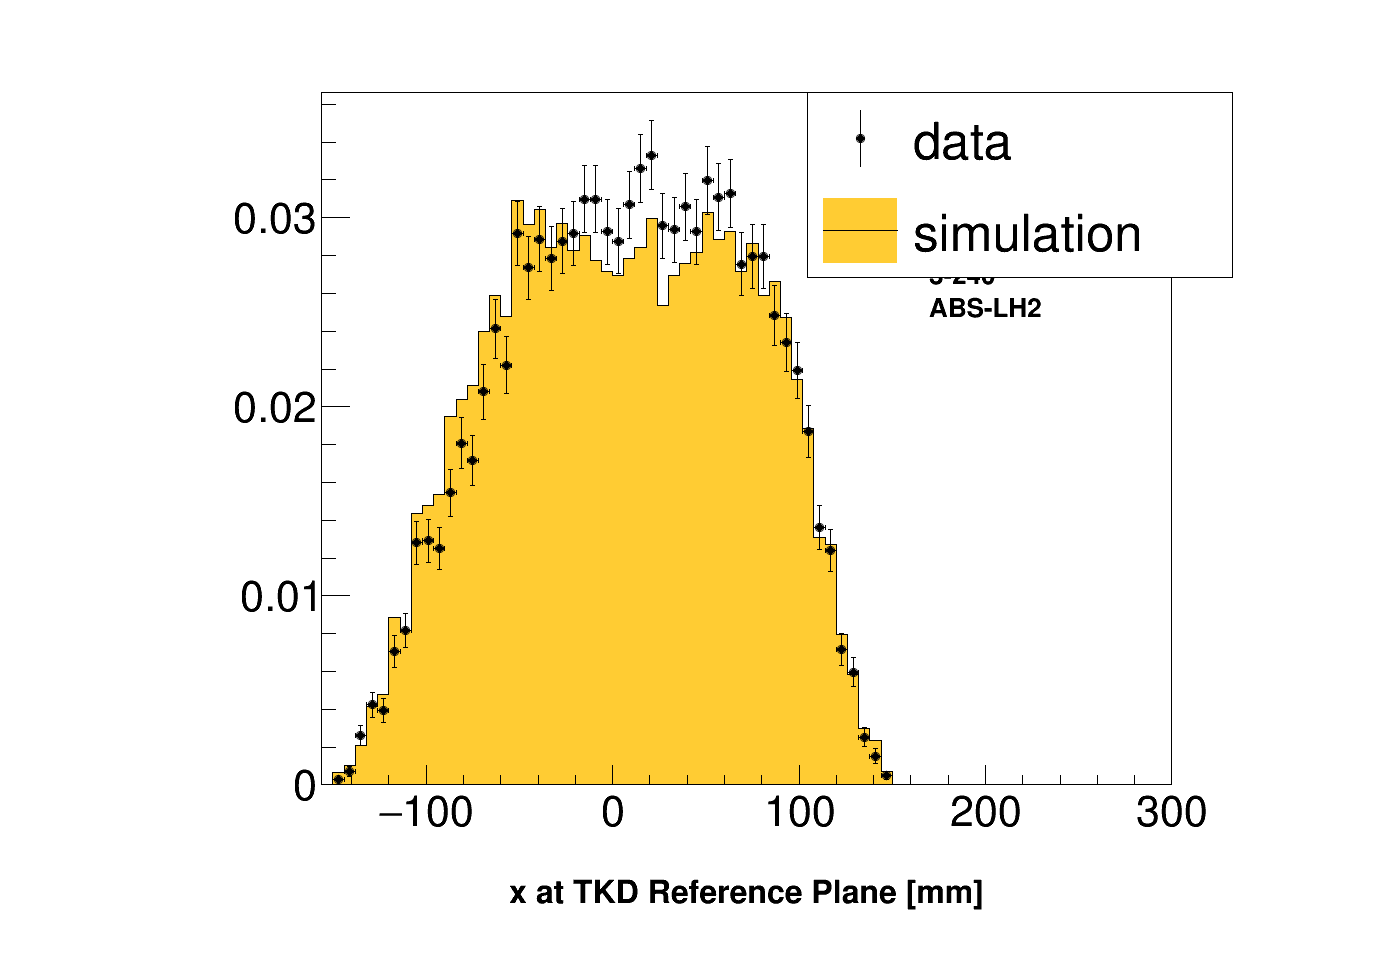 data
simulation
ABS-LH2
0.03
0.02
0.01
0
−100 0 100 200 300
x at TKD Reference Plane [mm]